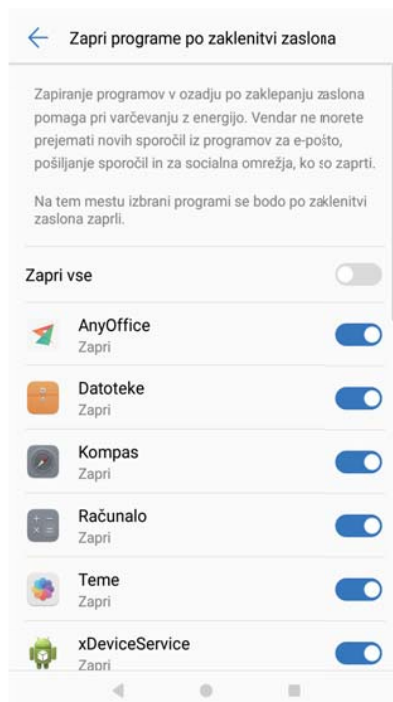 Zapri programe po zaklenitvi zaslona
Zapiranje programov v ozadju po zaklepanju zaslona
pomaga pri varčevanju z energijo. Vendar ne morete
prejemati novih sporočil iz programov za e-pošto,
pošiljanje sporočil in za socialna omrežja, ko so zaprti.
Na tem mestu izbrani programi se bodo po zaklenitvi
zaslona zaprli.
Zapri vse
AnyOffice
Zapri
Datoteke
Zapri
Kompas
Zapri
Računalo
Zapri
Teme
Zapri
xDeviceService
Zapri